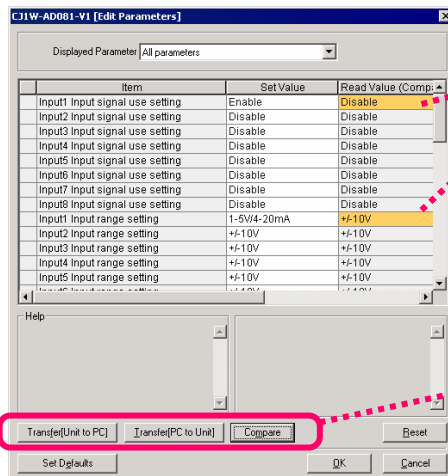 CJ1W-AD081-V1 [Edit Parameters]
Displayed Parameter All parameters
Item Set Value Read Value (Compa
Input1 Input signal use setting Enable Disable
Input2 Input signal use setting Disable Disable
Input3 Input signal use setting Disable Disable
Input4 Input signal use setting Disable Disable
Input5 Input signal use setting Disable Disable
Input6 Input signal use setting Disable Disable
Input7 Input signal use setting Disable Disable
Input8 Input signal use setting Disable Disable
Input1 Input range setting 1-5V/4-20mA +/-10V
Input2 Input range setting +/-10V +/-10V
Input3 Input range setting +/-10V +/-10V
Input4 Input range setting +/-10V +/-10V
Input5 Input range setting +/-10V +/-10V
Help
Transfer[Unit to PC] Transfer[PC to Unit] Compare Reset
Set Defaults OK Cancel